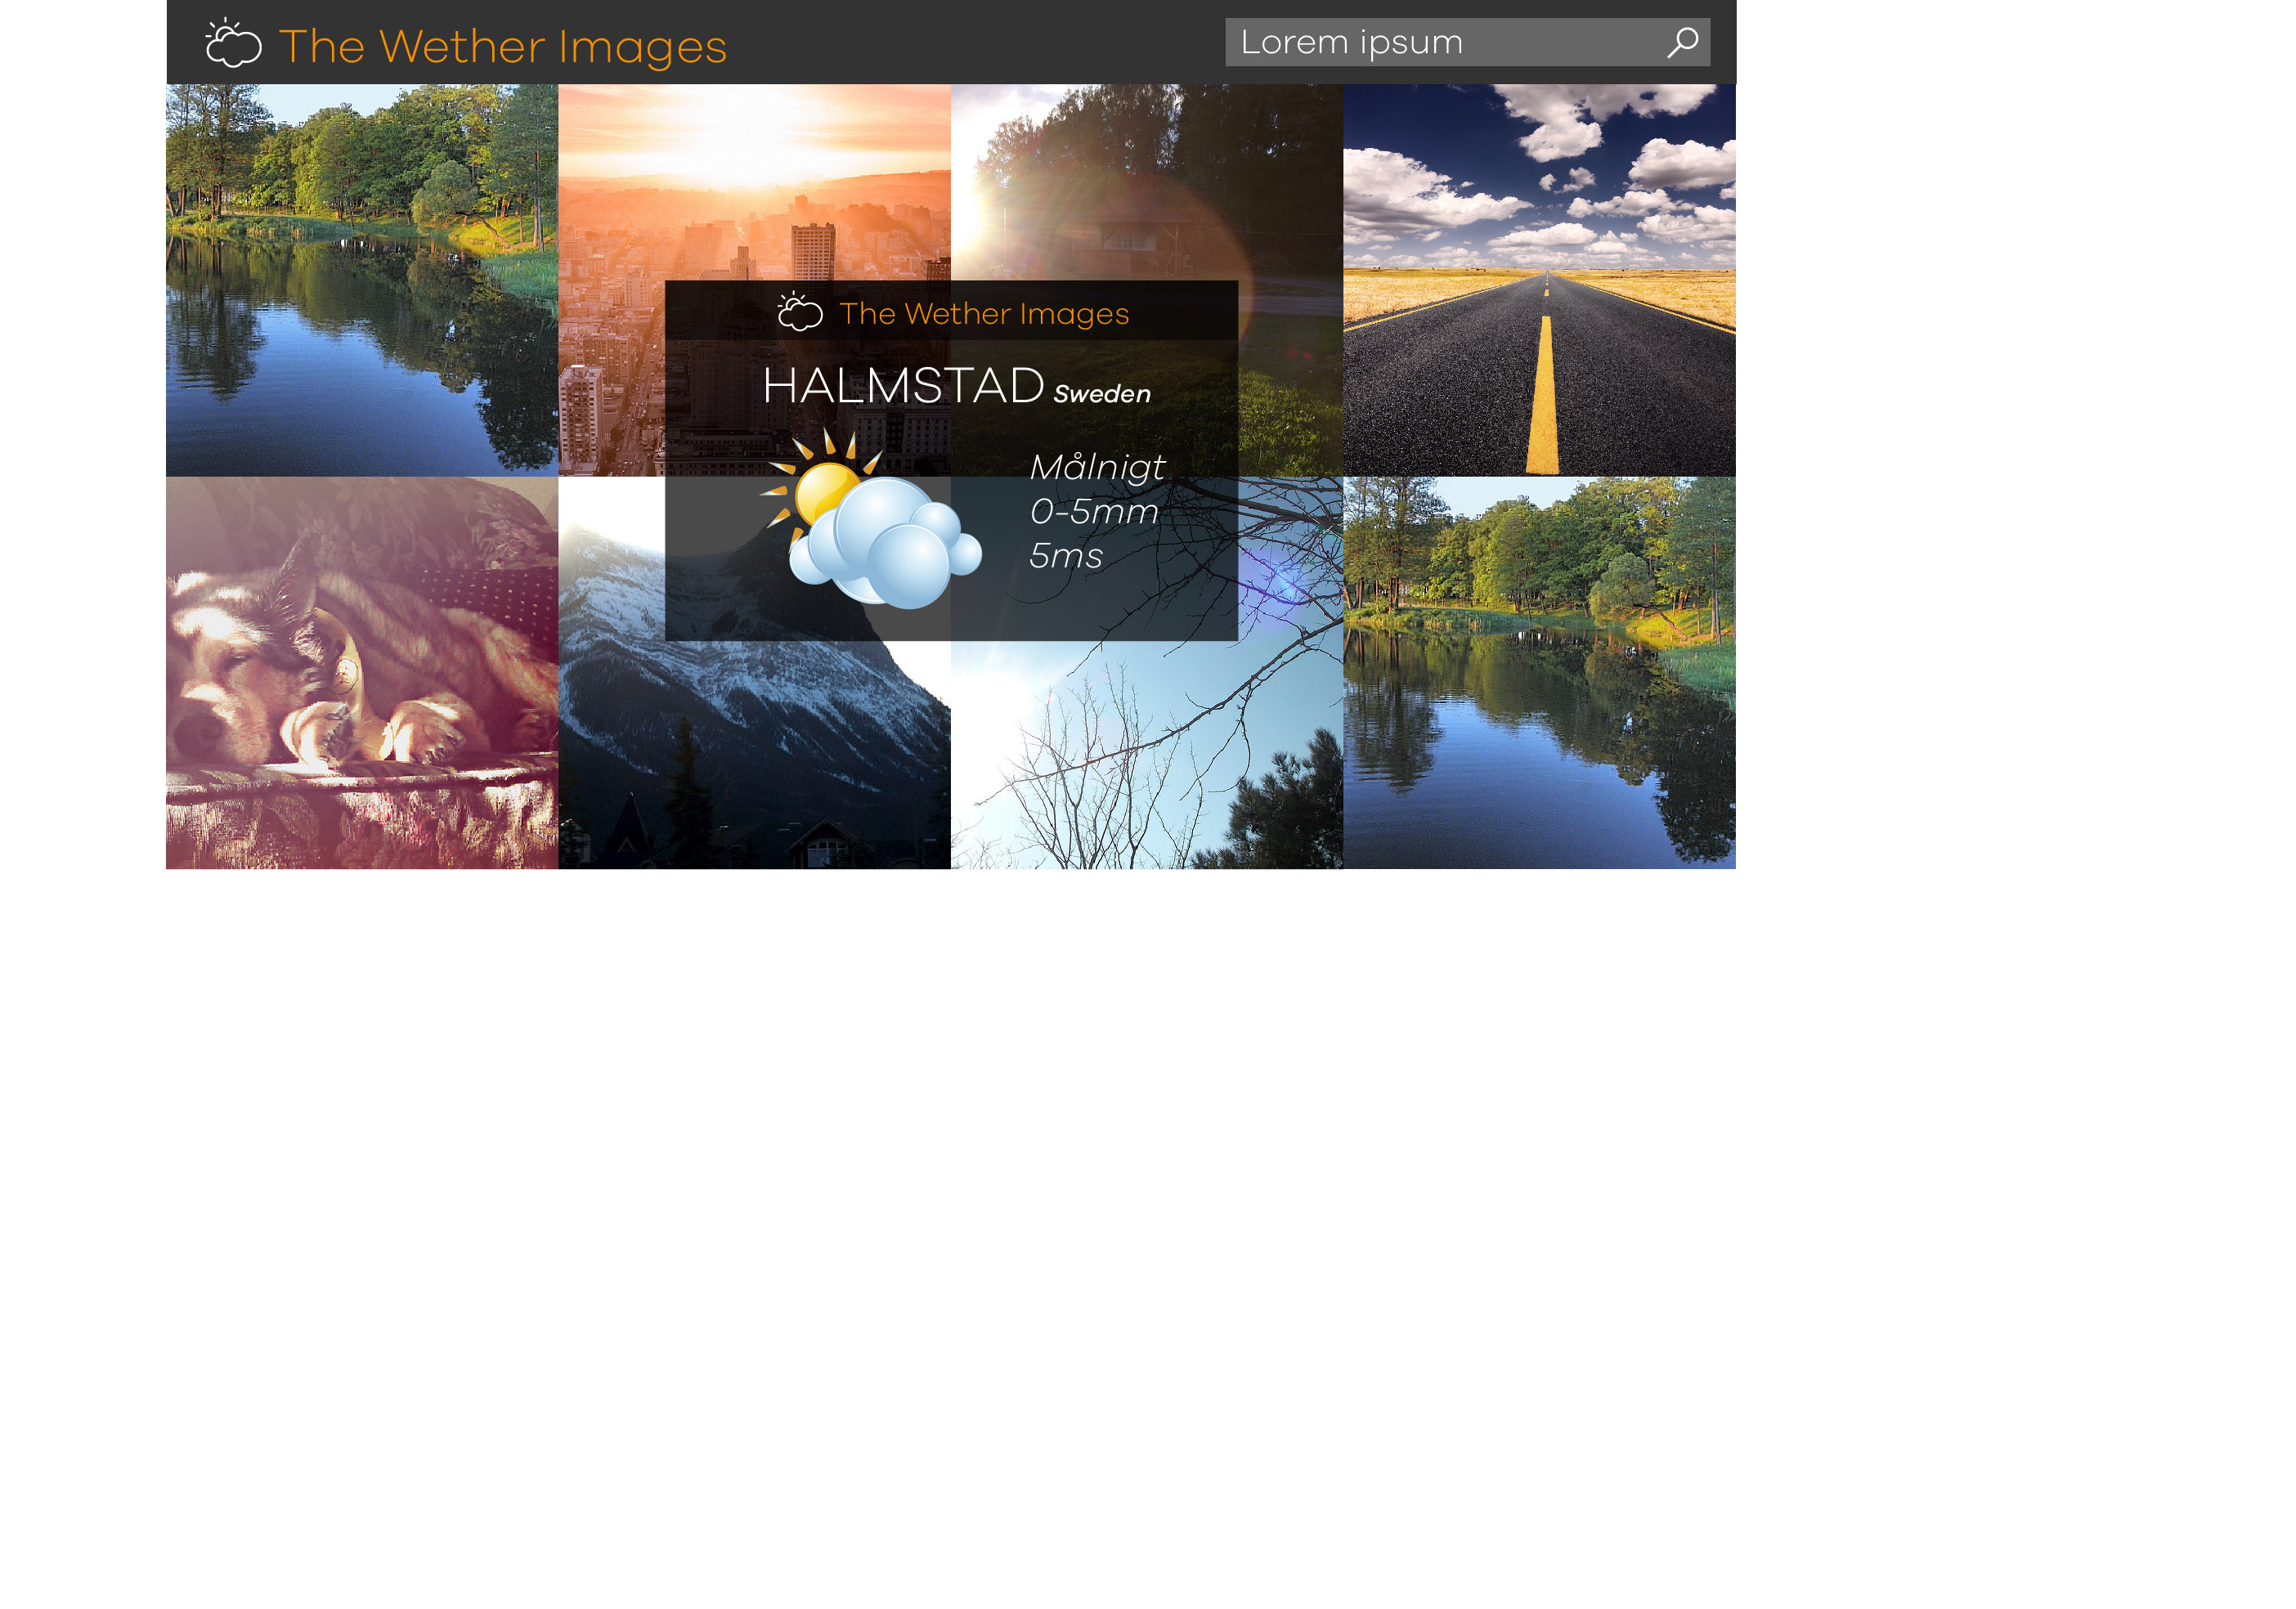 The Wether Images
Lorem ipsum
The Wether Images
HALMSTAD Sweden
Målnigt
0-5mm
5ms